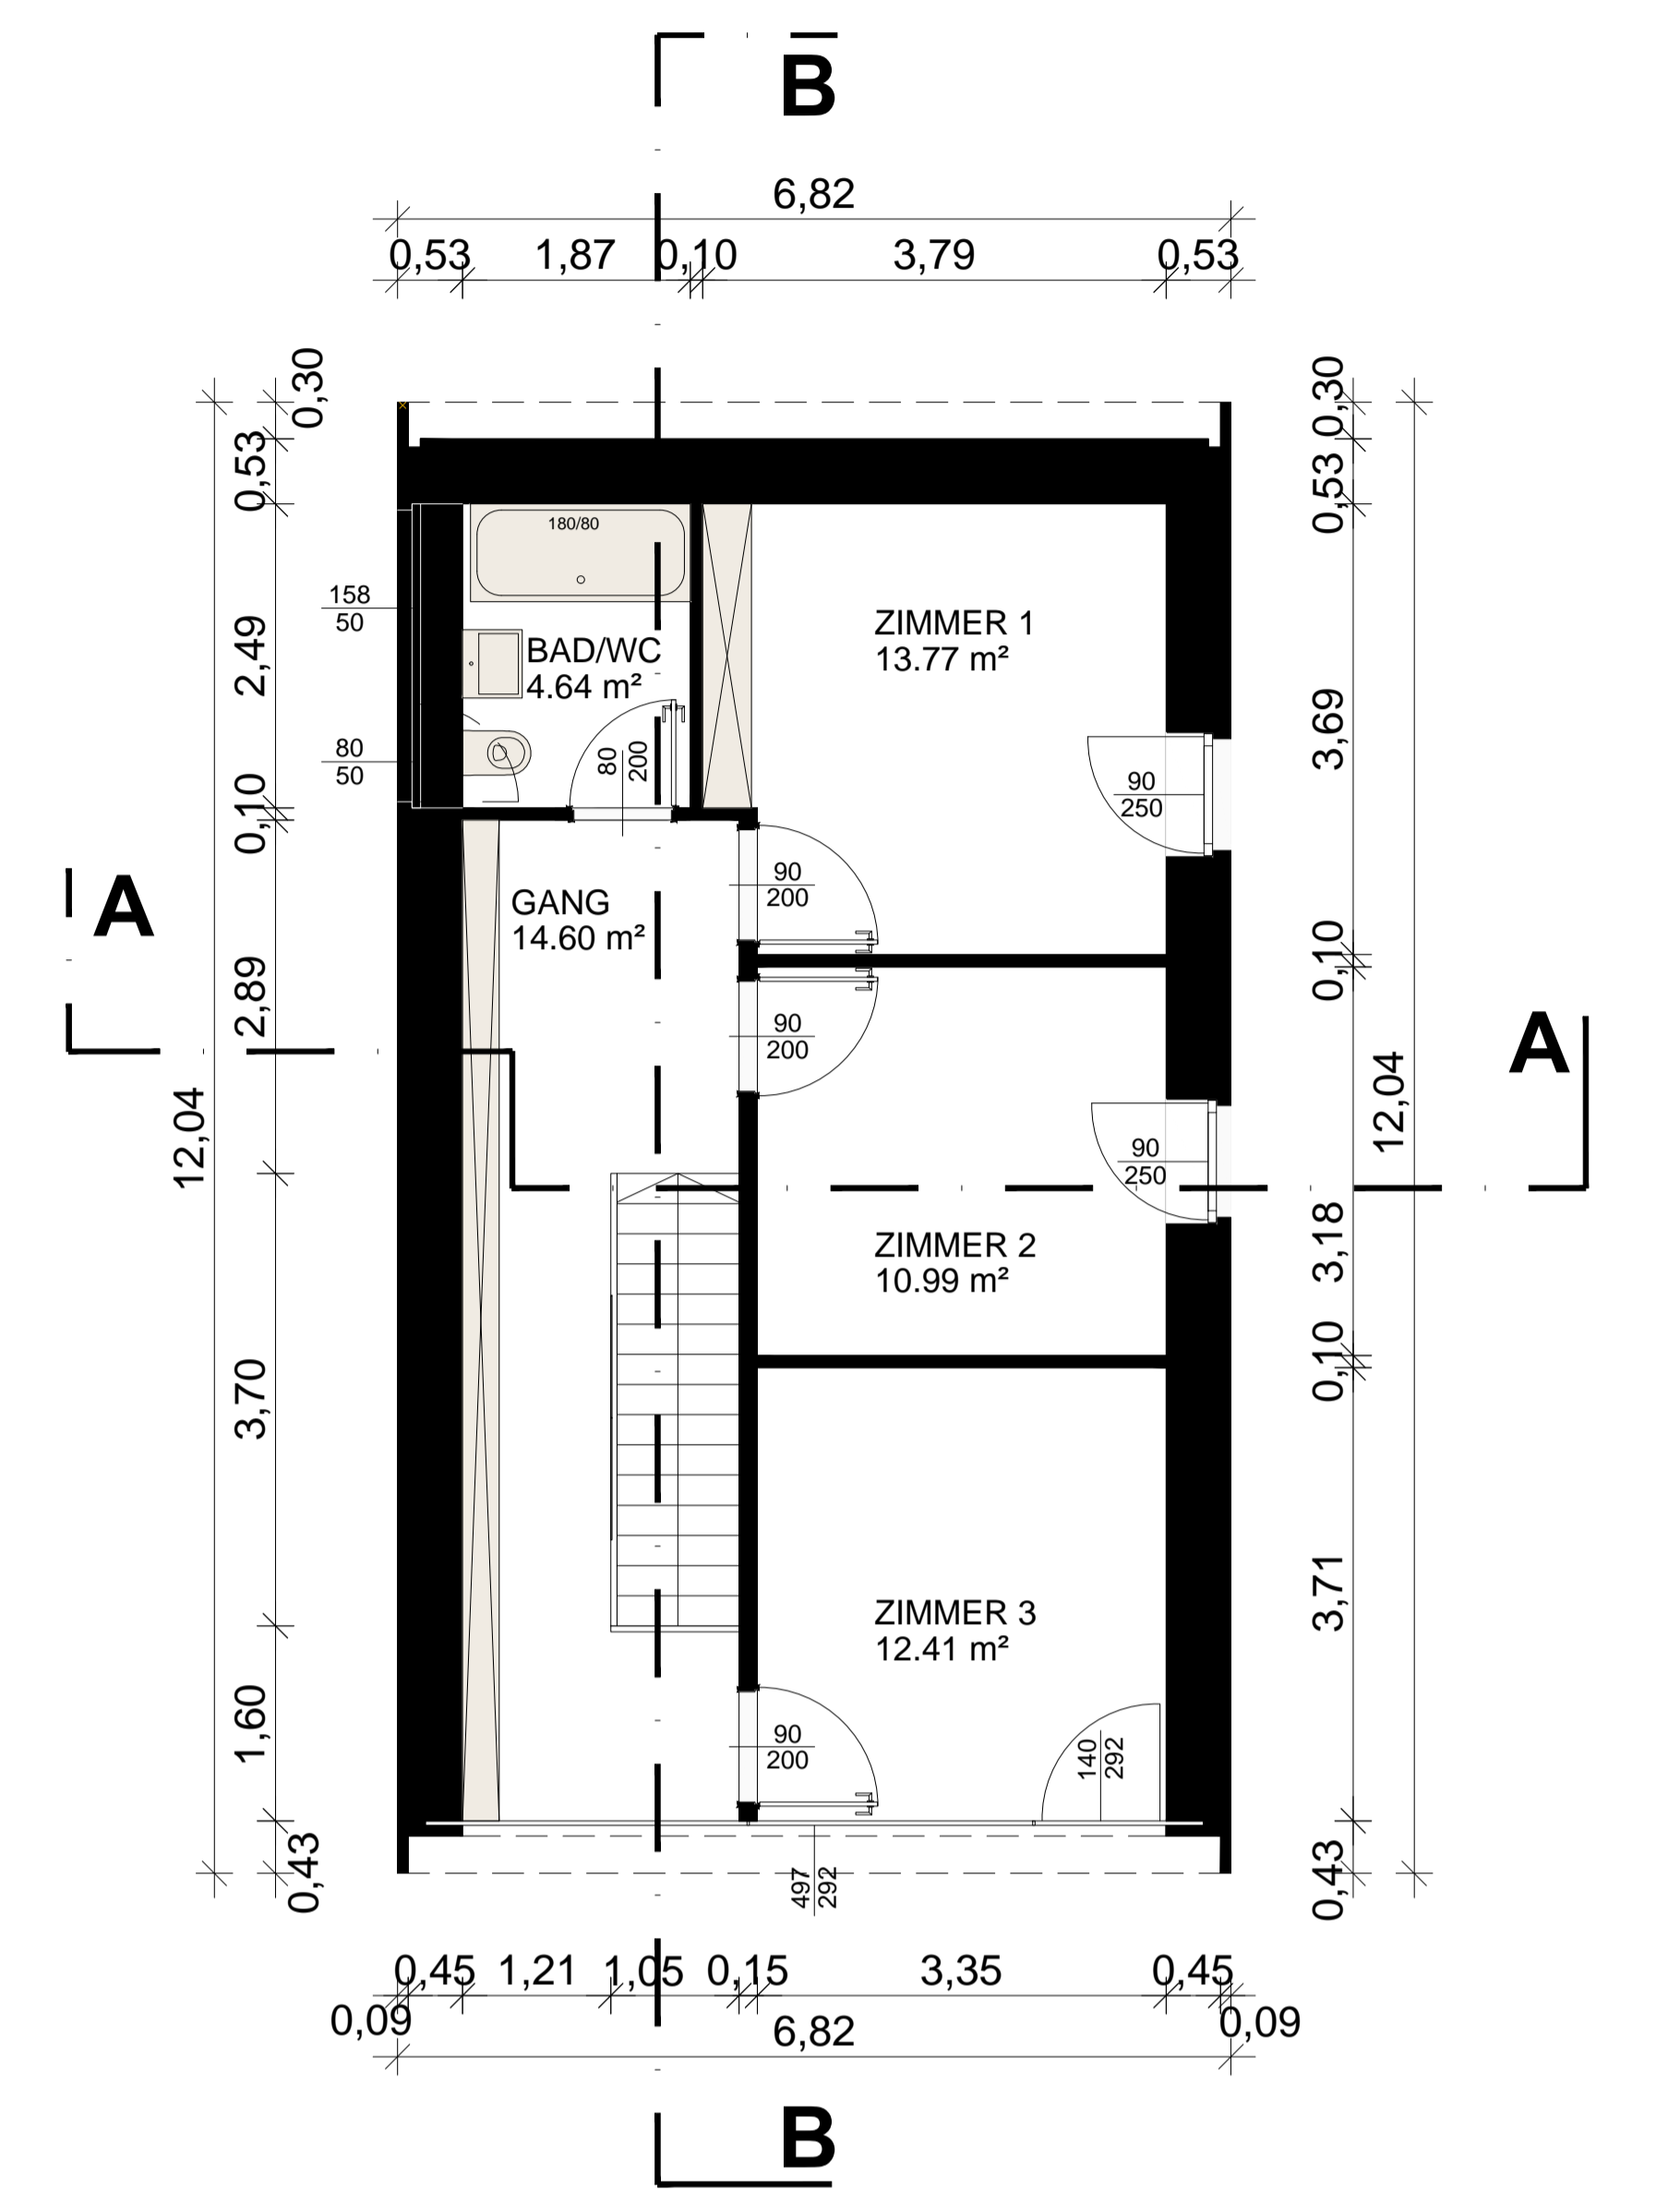 B
6,82
0,53 1,87 0,10 3,79 0,53
0,30
0,53
2,49
0,10
2,89
3,70
1,60
0,43
12,04
0,30
0,53
3,69
0,10
3,18
0,10
3,71
0,43
12,04
180/80
158
50
80
50
BAD/WC
4.64 m²
80
200
ZIMMER 1
13.77 m²
90
250
A
GANG
14.60 m²
90
200
90
200
A
90
250
ZIMMER 2
10.99 m²
ZIMMER 3
12.41 m²
90
200
140
292
497
292
0,45 1,21 1,05 0,15 3,35 0,45
0,09 6,82 0,09
B